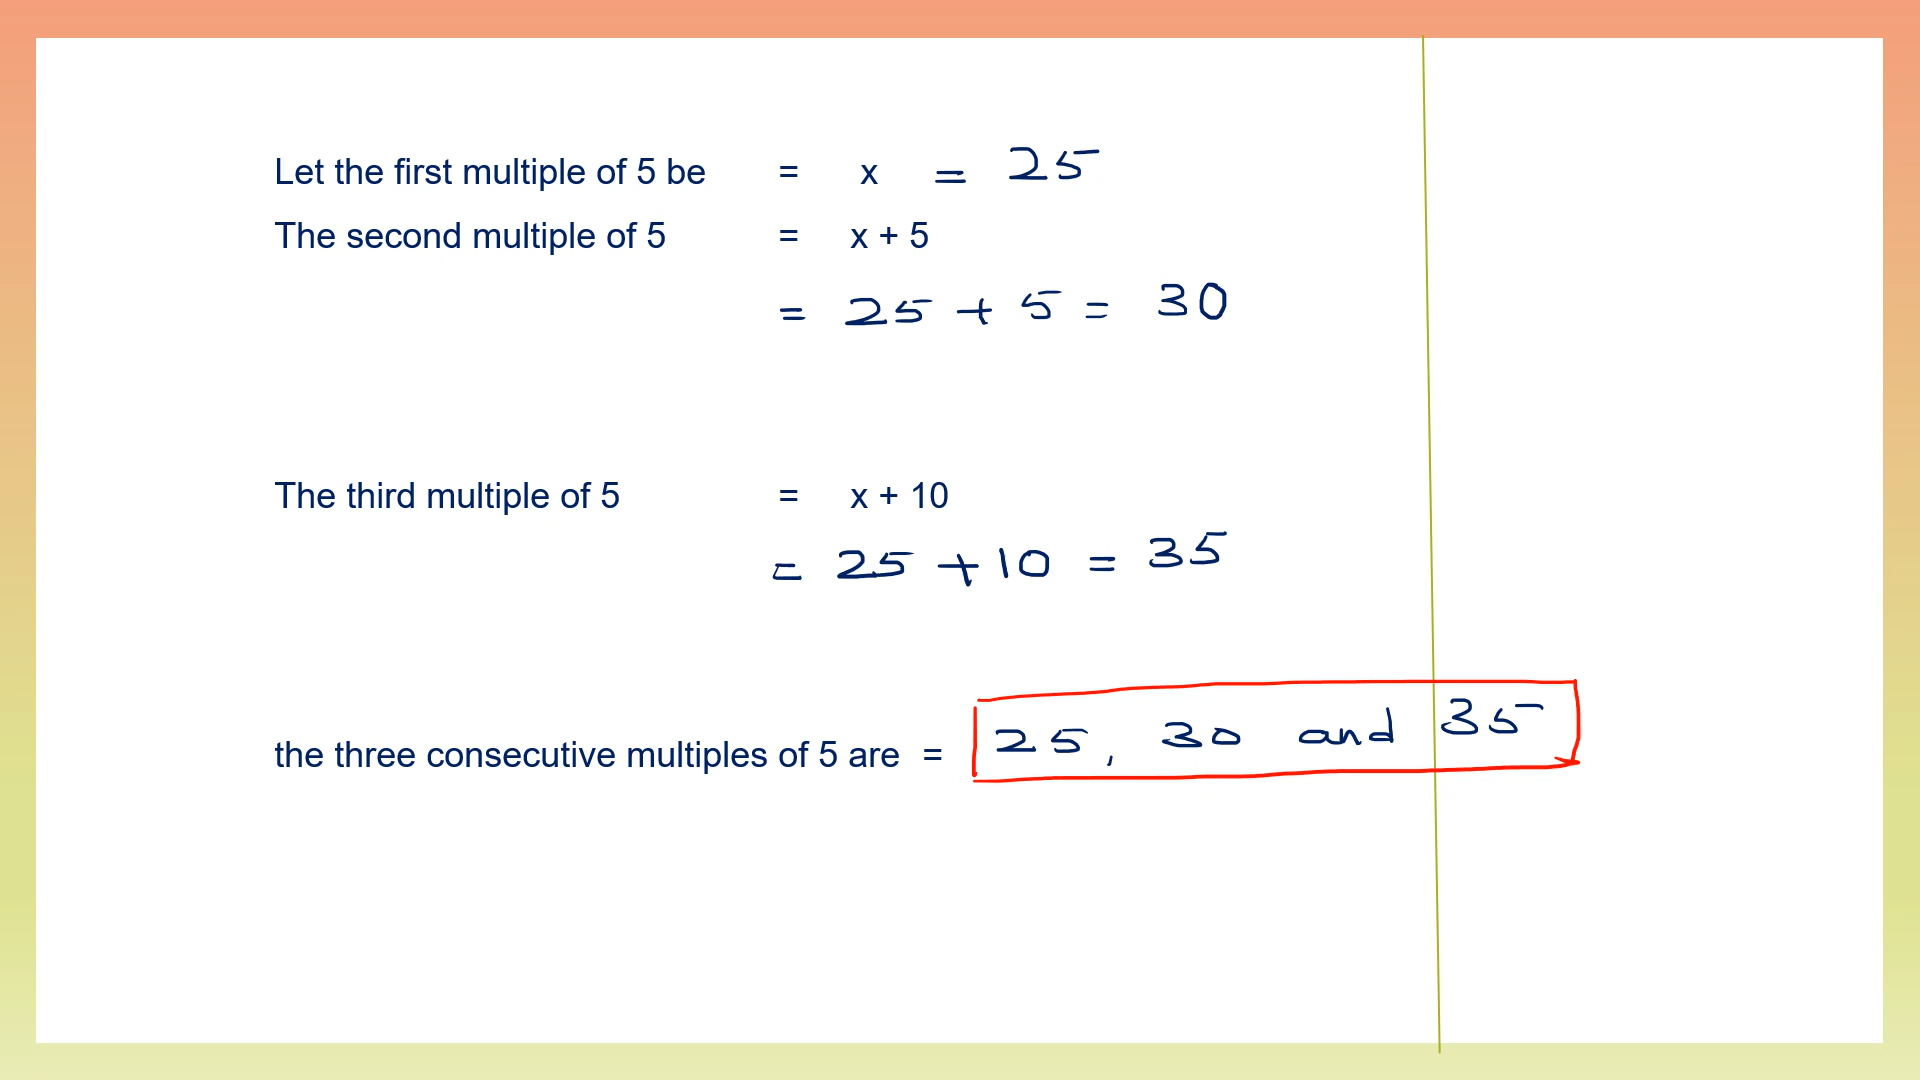 Let the first multiple of 5 be = x = 25
The second multiple of 5 = x + 5
= 25 + 5 = 30
The third multiple of 5 = x + 10
= 25 + 10 = 35
the three consecutive multiples of 5 are = 25, 30 and 35